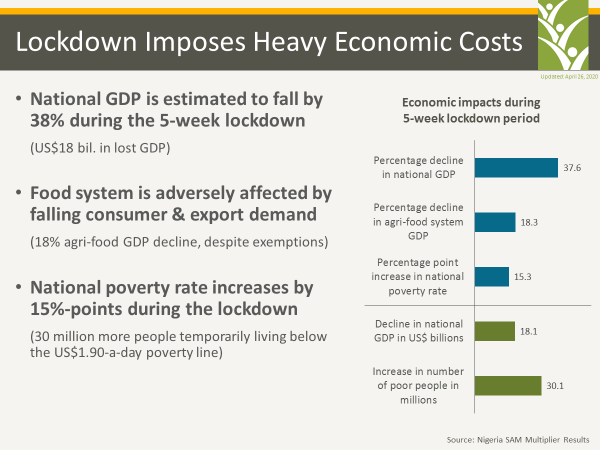 Lockdown Imposes Heavy Economic Costs
Updated: April 26, 2020
• National GDP is estimated to fall by
38% during the 5-week lockdown
(US$18 bil. in lost GDP)
• Food system is adversely affected by
falling consumer & export demand
(18% agri-food GDP decline, despite exemptions)
• National poverty rate increases by
15%-points during the lockdown
(30 million more people temporarily living below
the US$1.90-a-day poverty line)
Economic impacts during
5-week lockdown period
Percentage decline
in national GDP
37.6
Percentage decline
in agri-food system
GDP
18.3
Percentage point
increase in national
poverty rate
15.3
Decline in national
GDP in US$ billions
18.1
Increase in number
of poor people in
millions
30.1
Source: Nigeria SAM Multiplier Results